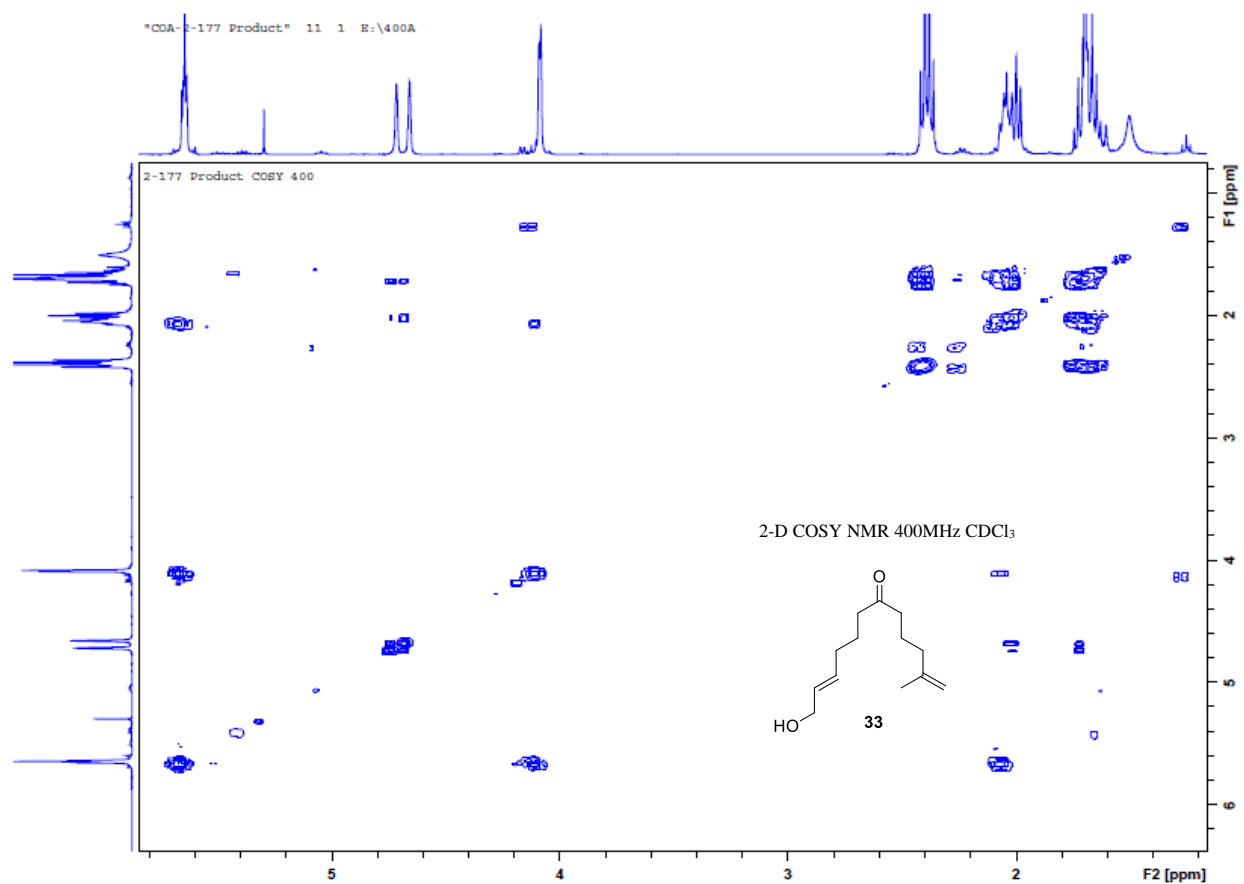 "COA-2-177 Product" 11 1 E:\400A
2-177 Product COSY 400
F1 [ppm]
2
3
4
5
6
2-D COSY NMR 400MHz CDCl₃
O
HO
33
5
4
3
2
F2 [ppm]